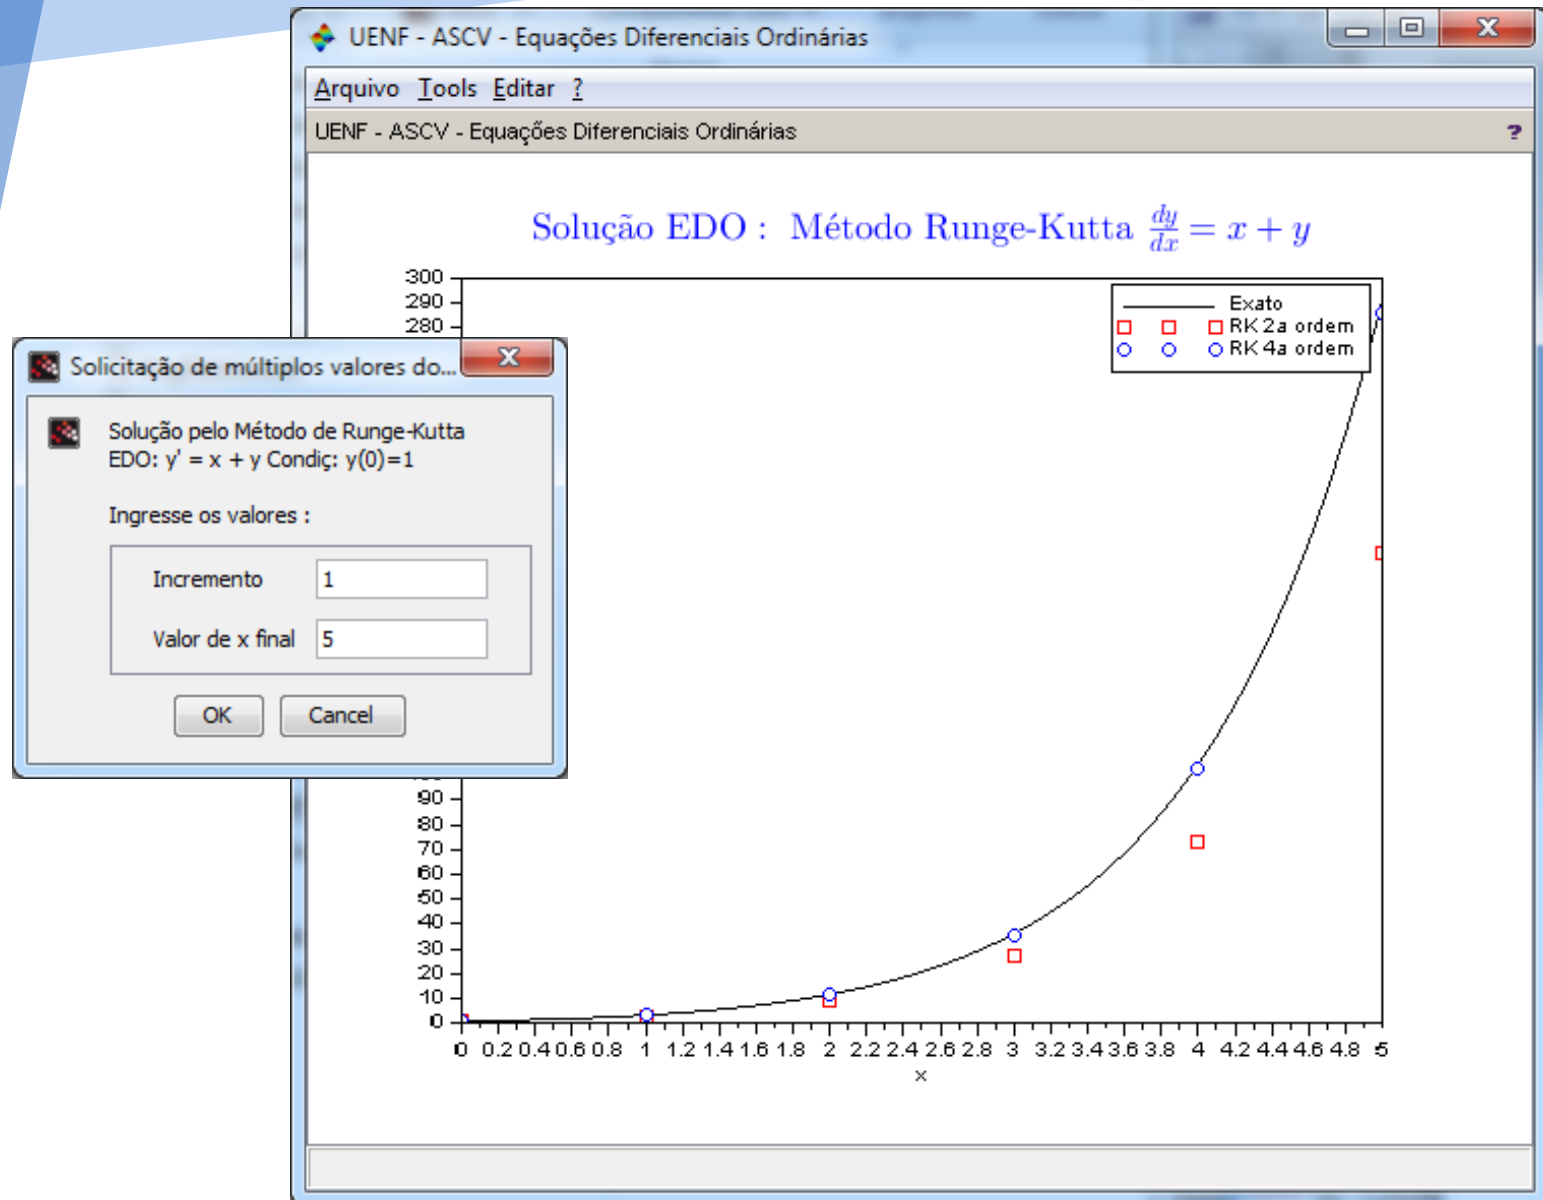 UENF - ASCV - Equações Diferenciais Ordinárias
Arquivo Tools Editar ?
UENF - ASCV - Equações Diferenciais Ordinárias ?
Solução EDO : Método Runge-Kutta dy/dx = x + y
300
290
280
Exato
RK 2a ordem
RK 4a ordem
Solicitação de múltiplos valores do...
Solução pelo Método de Runge-Kutta
EDO: y' = x + y Condiç: y(0)=1
Ingresse os valores :
Incremento 1
Valor de x final 5
OK Cancel
90
80
70
60
50
40
30
20
10
0
0 0.2 0.4 0.6 0.8 1 1.2 1.4 1.6 1.8 2 2.2 2.4 2.6 2.8 3 3.2 3.4 3.6 3.8 4 4.2 4.4 4.6 4.8 5
x